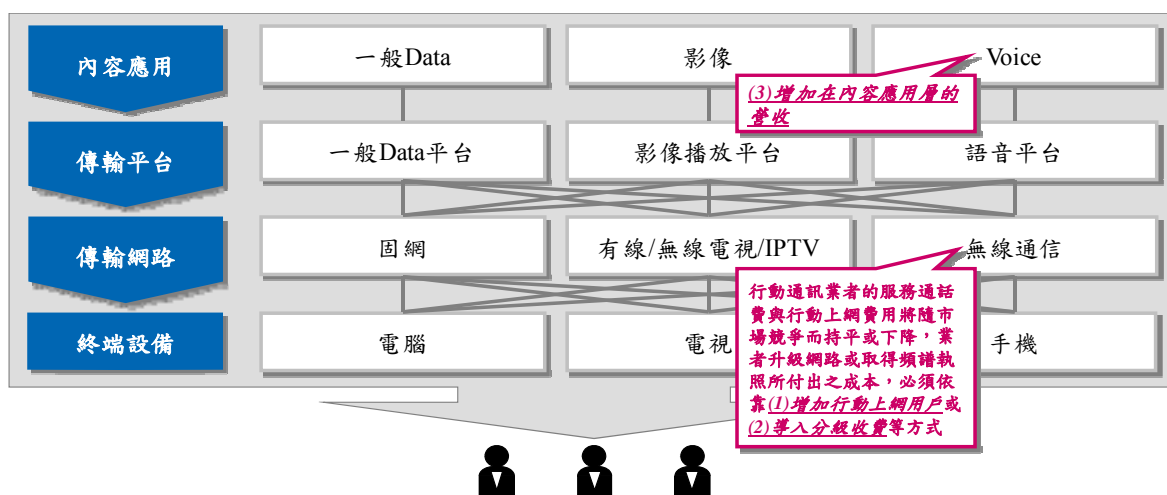 內容應用
一般Data
影像
Voice
(3)增加在內容應用層的
營收
傳輸平台
一般Data平台
影像播放平台
語音平台
傳輸網路
固網
有線/無線電視/IPTV
無線通信
行動通訊業者的服務通話
費與行動上網費用將隨市
場競爭而持平或下降，業
者升級網路或取得頻譜執
照所付出之成本，必須依
靠(1)增加行動上網用戶或
(2)導入分級收費等方式
終端設備
電腦
電視
手機